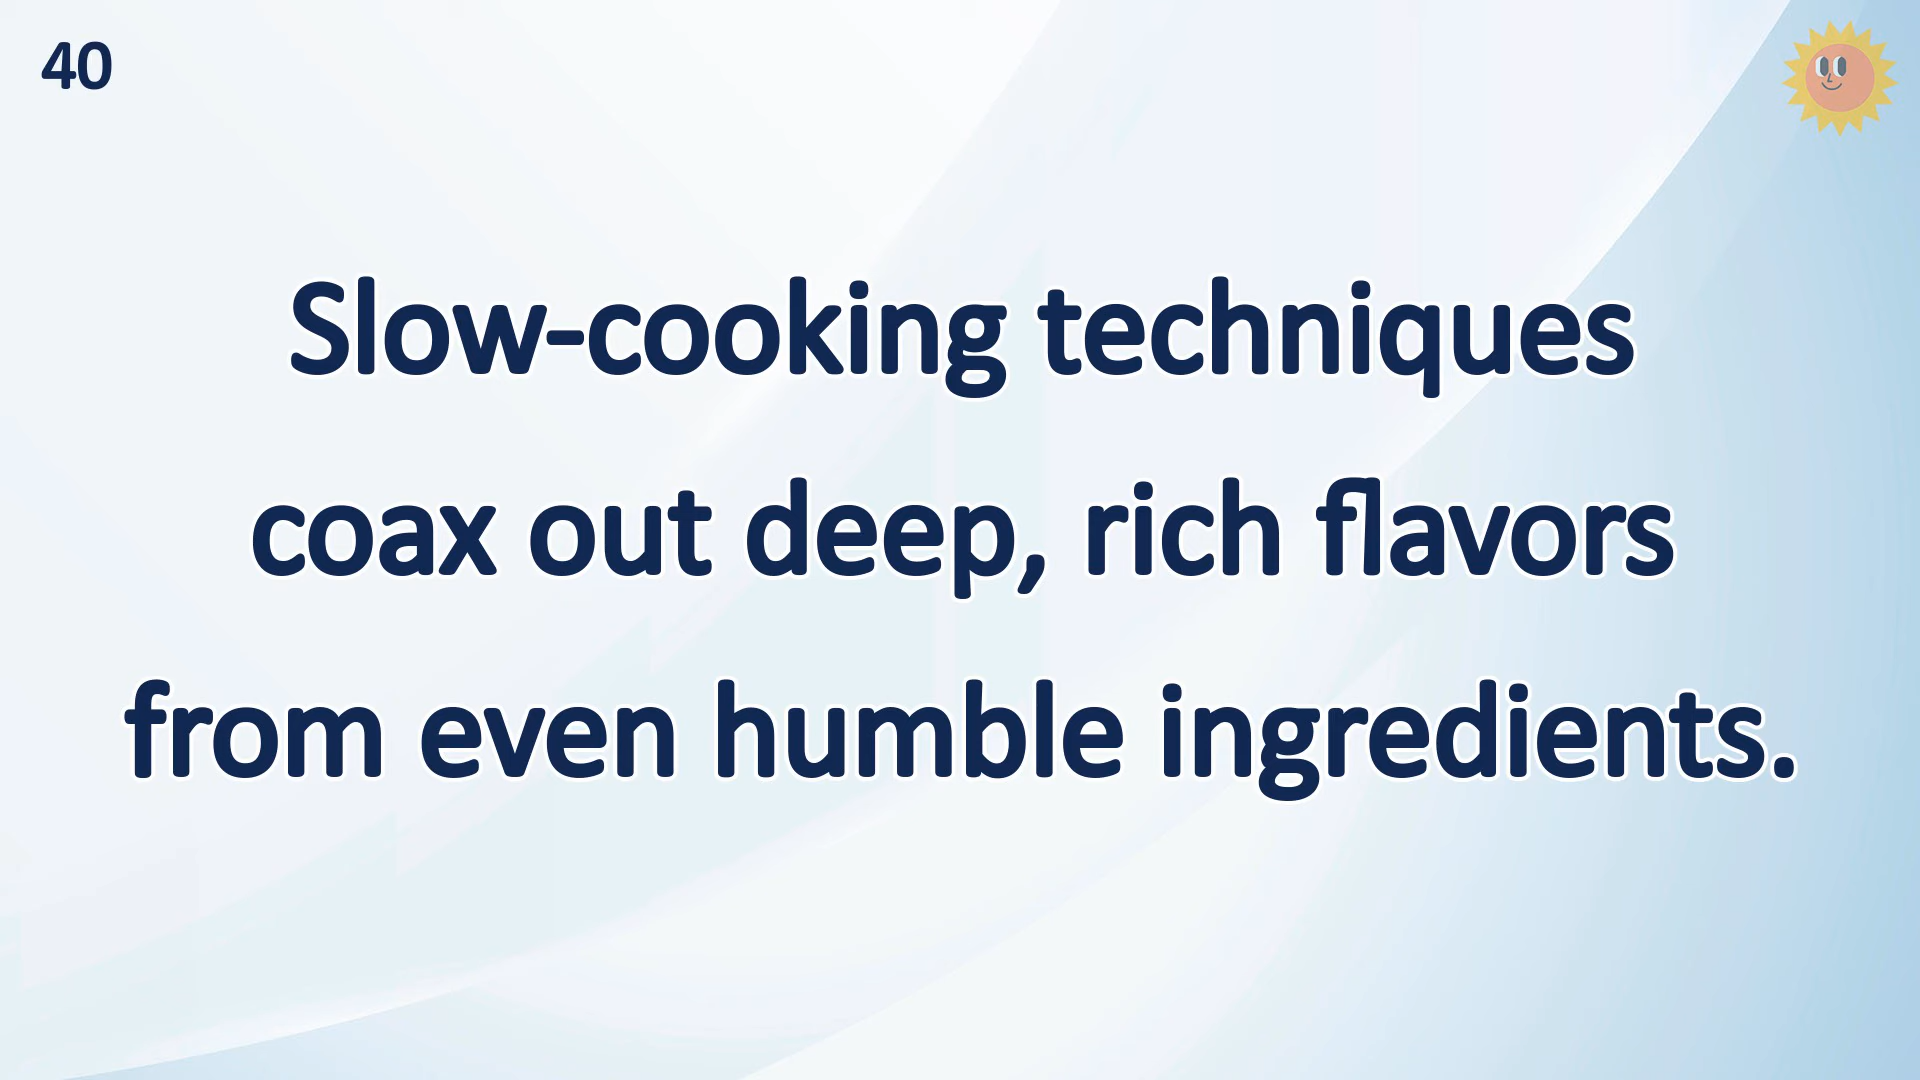 40
Slow-cooking techniques
coax out deep, rich flavors
from even humble ingredients.